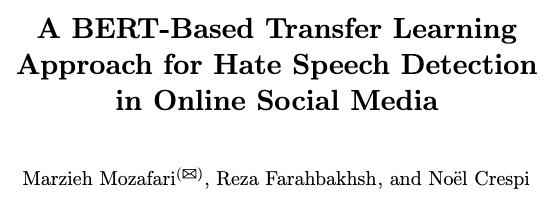 A BERT-Based Transfer Learning
Approach for Hate Speech Detection
in Online Social Media
Marzieh Mozafari(✉), Reza Farahbakhsh, and Noël Crespi